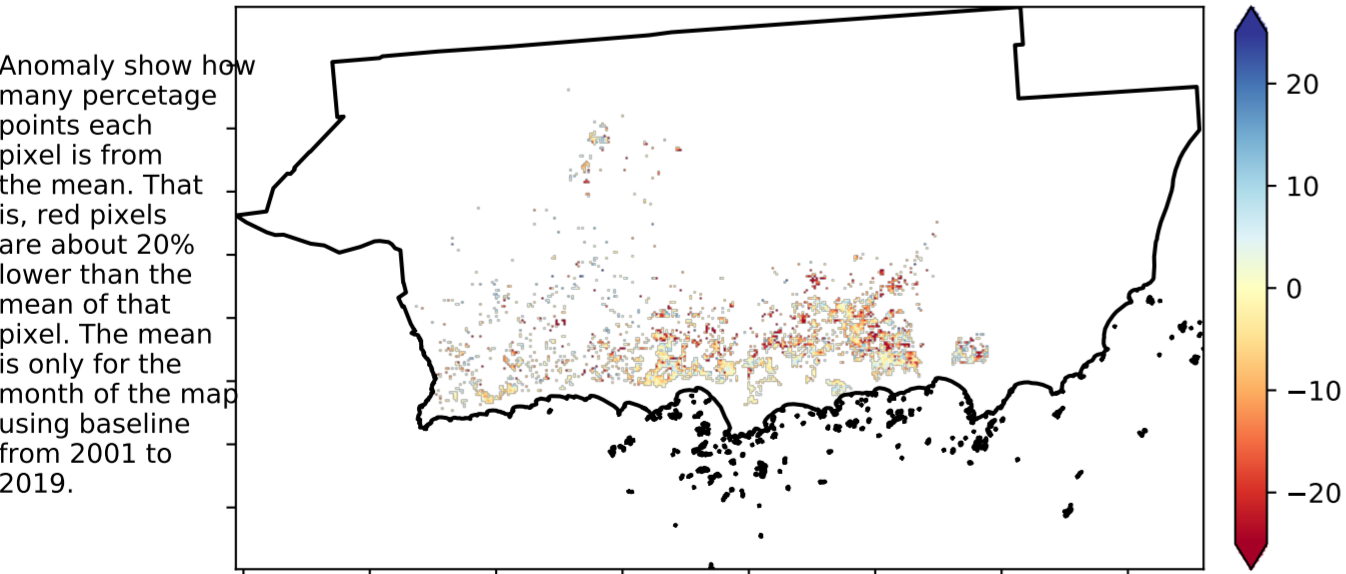 Anomaly show how
many percetage
points each
pixel is from
the mean. That
is, red pixels
are about 20%
lower than the
mean of that
pixel. The mean
is only for the
month of the map
using baseline
from 2001 to
2019.
20
10
0
−10
−20